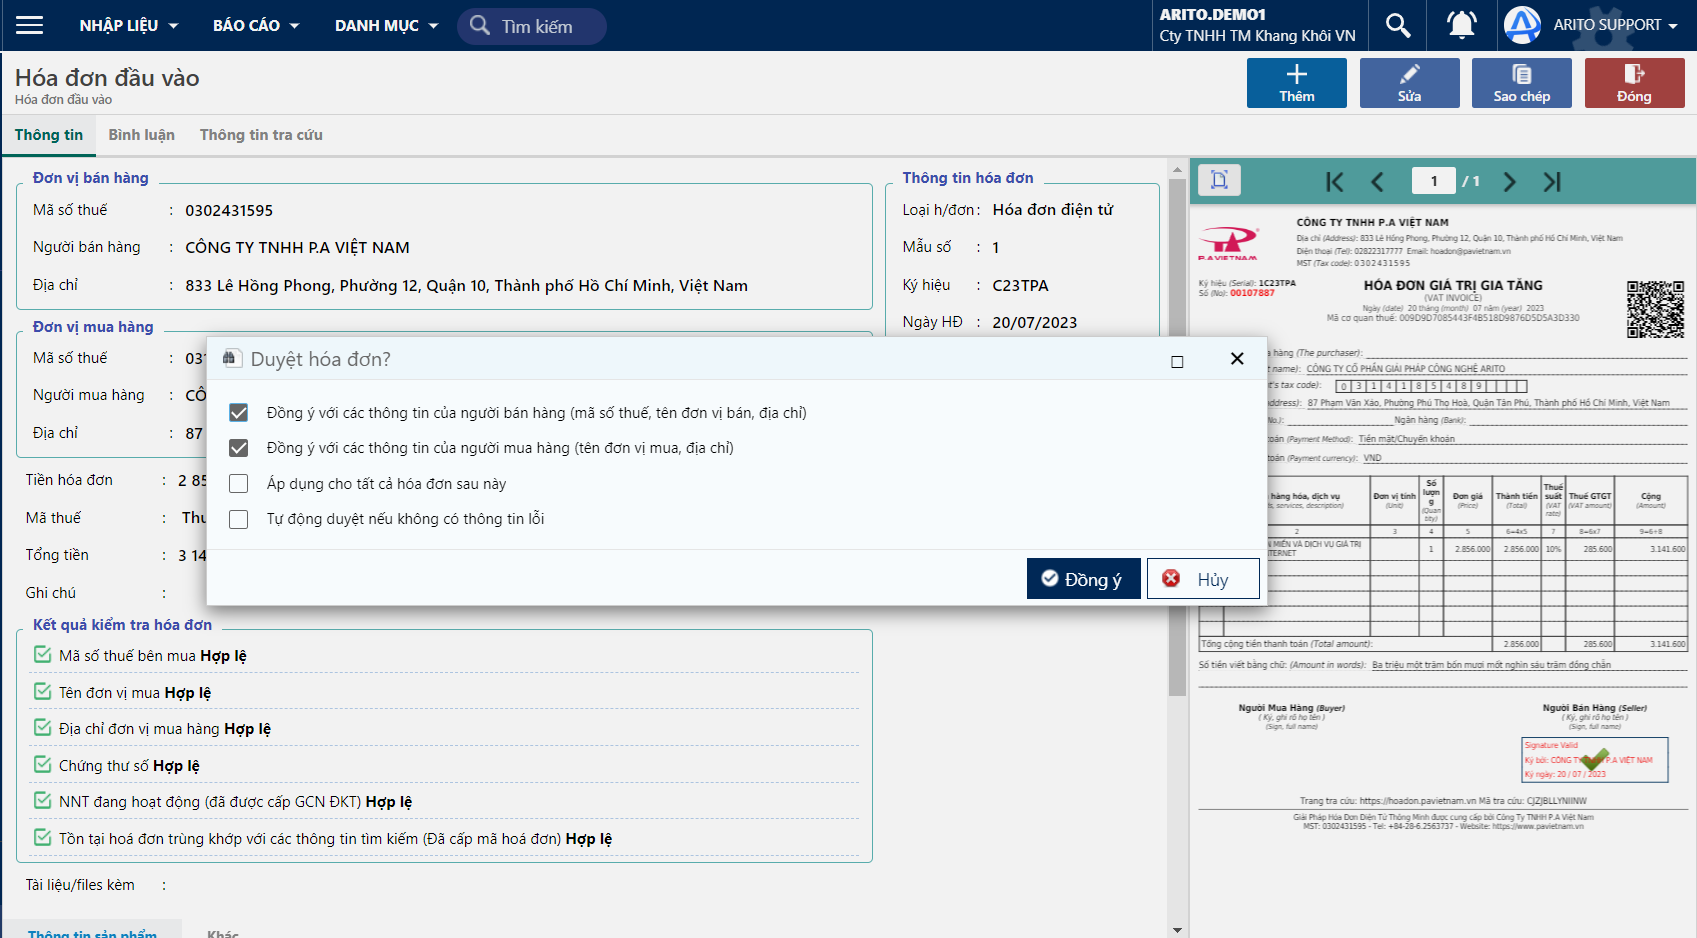 NHẬP LIỆU
BÁO CÁO
DANH MỤC
Tìm kiếm
ARITO.DEMO1
Cty TNHH TM Khang Khôi VN
ARITO SUPPORT
Hóa đơn đầu vào
Hóa đơn đầu vào
Thêm
Sửa
Sao chép
Đóng
Thông tin
Bình luận
Thông tin tra cứu
Đơn vị bán hàng
Mã số thuế : 0302431595
Người bán hàng : CÔNG TY TNHH P.A VIỆT NAM
Địa chỉ : 833 Lê Hồng Phong, Phường 12, Quận 10, Thành phố Hồ Chí Minh, Việt Nam
Thông tin hóa đơn
Loại h/đơn : Hóa đơn điện tử
Mẫu số : 1
Ký hiệu : C23TPA
Ngày HĐ : 20/07/2023
Đơn vị mua hàng
Mã số thuế : 031
Người mua hàng : CÔ
Địa chỉ : 87
Tiền hóa đơn : 2 85
Mã thuế : Thu
Tổng tiền : 3 14
Ghi chú :
Duyệt hóa đơn?
Đồng ý với các thông tin của người bán hàng (mã số thuế, tên đơn vị bán, địa chỉ)
Đồng ý với các thông tin của người mua hàng (tên đơn vị mua, địa chỉ)
Áp dụng cho tất cả hóa đơn sau này
Tự động duyệt nếu không có thông tin lỗi
Đồng ý
Hủy
Kết quả kiểm tra hóa đơn
Mã số thuế bên mua Hợp lệ
Tên đơn vị mua Hợp lệ
Địa chỉ đơn vị mua hàng Hợp lệ
Chứng thư số Hợp lệ
NNT đang hoạt động (đã được cấp GCN ĐKT) Hợp lệ
Tồn tại hoá đơn trùng khớp với các thông tin tìm kiếm (Đã cấp mã hoá đơn) Hợp lệ
Tài liệu/files kèm :
Thông tin sản phẩm
Khác
1 / 1
P.A VIETNAM
CÔNG TY TNHH P.A VIỆT NAM
Địa chỉ (Address): 833 Lê Hồng Phong, Phường 12, Quận 10, Thành phố Hồ Chí Minh, Việt Nam
Điện thoại (Tel): 02822317777 Email: hoadon@pavietnam.vn
MST (Tax code): 0302431595
Ký hiệu (Serial): 1C23TPA
Số (No): 00107887
HÓA ĐƠN GIÁ TRỊ GIA TĂNG
(VAT INVOICE)
Ngày (date) 20 tháng (month) 07 năm (year) 2023
Mã cơ quan thuế: 009D9D7085443F4B518D9876D5D5A3D330
hàng (The purchaser):
name): CÔNG TY CỔ PHẦN GIẢI PHÁP CÔNG NGHỆ ARITO
t's tax code): 0 3 1 4 1 8 5 4 8 9
ddress): 87 Phạm Văn Xảo, Phường Phú Thọ Hoà, Quận Tân Phú, Thành phố Hồ Chí Minh, Việt Nam
No.): Ngân hàng (Bank):
oán (Payment Method): Tiền mặt/Chuyển khoản
oán (Payment currency): VND
hàng hóa, dịch vụ
s, services, description)
Đơn vị tính
(Unit)
Số lượng
(Quantity)
Đơn giá
(Price)
Thành tiền
(Total)
Thuế suất
(VAT rate)
Thuế GTGT
(VAT amount)
Cộng
(Amount)
2 3 4 5 6=4x5 7 8=6x7 9=6+8
N MIỀN VÀ DỊCH VỤ GIÁ TRỊ
TERNET
1 2.856.000 2.856.000 10% 285.600 3.141.600
Tổng cộng tiền thanh toán (Total amount): 2.856.000 285.600 3.141.600
Số tiền viết bằng chữ: (Amount in words): Ba triệu một trăm bốn mươi mốt nghìn sáu trăm đồng chẵn
Người Mua Hàng (Buyer)
( Ký, ghi rõ họ tên )
(Sign, full name)
Người Bán Hàng (Seller)
( Ký, ghi rõ họ tên )
(Sign, full name)
Signature Valid
Ký bởi: CÔNG TY TNHH P.A VIỆT NAM
Ký ngày: 20 / 07 / 2023
Trang tra cứu: https://hoadon.pavietnam.vn Mã tra cứu: CJZJBLLYNIINW
Giải Pháp Hóa Đơn Điện Tử Thông Minh được cung cấp bởi Công Ty TNHH P.A Việt Nam
MST: 0302431595 - Tel: +84-28-6.2563737 - Website: https://www.pavietnam.vn